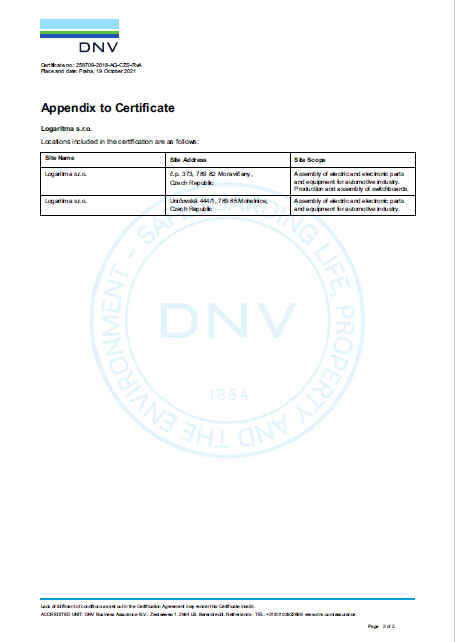 DNV
Certificate no.: 258709-2018-AQ-CZS-RvA
Place and date: Praha, 19 October 2021
Appendix to Certificate
Logaritma s.r.o.
Locations included in the certification are as follows:
Site Name Site Address Site Scope
Logaritma s.r.o. č.p. 373, 789 82 Moravičany, Assembly of electric and electronic parts
Czech Republic and equipment for automotive industry.
Production and assembly of switchboards.
Logaritma s.r.o. Uničovská 444/1, 789 85 Mohelnice, Assembly of electric and electronic parts
Czech Republic and equipment for automotive industry.
SAFEGUARDING LIFE, PROPERTY AND THE ENVIRONMENT –
DNV
1864
Lack of fulfilment of conditions as set out in the Certification Agreement may render this Certificate invalid.
ACCREDITED UNIT: DNV Business Assurance B.V., Zwolseweg 1, 2994 LB, Barendrecht, Netherlands - TEL: www.dnv.com/assurance
Page 2 of 2